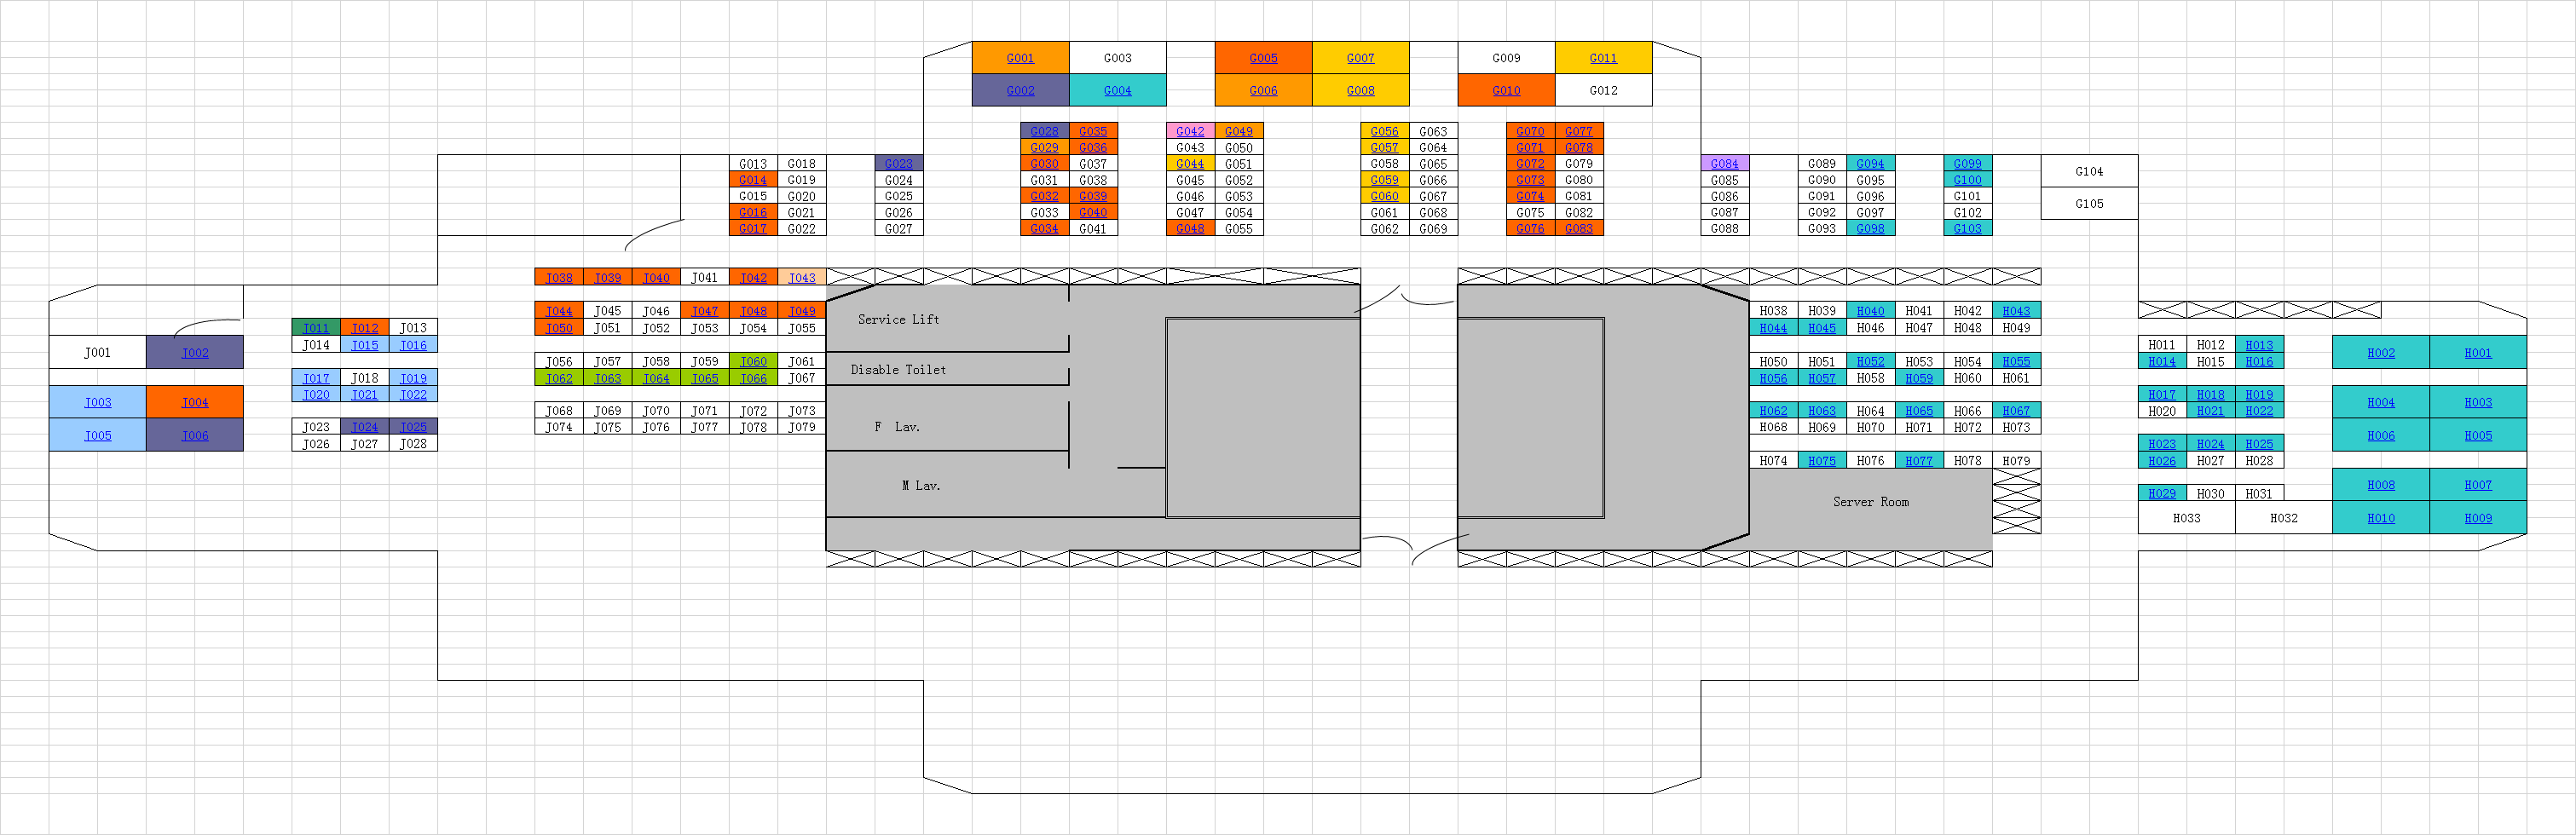 G001 G003 G005 G007 G009 G011
G002 G004 G006 G008 G010 G012
G028 G035 G042 G049 G056 G063 G070 G077
G029 G036 G043 G050 G057 G064 G071 G078
G013 G018 G023 G030 G037 G044 G051 G058 G065 G072 G079 G084 G089 G094 G099 G104
G014 G019 G024 G031 G038 G045 G052 G059 G066 G073 G080 G085 G090 G095 G100
G015 G020 G025 G032 G039 G046 G053 G060 G067 G074 G081 G086 G091 G096 G101 G105
G016 G021 G026 G033 G040 G047 G054 G061 G068 G075 G082 G087 G092 G097 G102
G017 G022 G027 G034 G041 G048 G055 G062 G069 G076 G083 G088 G093 G098 G103
J038 J039 J040 J041 J042 J043
J044 J045 J046 J047 J048 J049 Service Lift H038 H039 H040 H041 H042 H043
J011 J012 J013 J050 J051 J052 J053 J054 J055 H044 H045 H046 H047 H048 H049
J001 J002 J014 J015 J016 H011 H012 H013 H002 H001
J056 J057 J058 J059 J060 J061 Disable Toilet H050 H051 H052 H053 H054 H055 H014 H015 H016
J017 J018 J019 J062 J063 J064 J065 J066 J067 H056 H057 H058 H059 H060 H061
J003 J004 J020 J021 J022 H017 H018 H019 H004 H003
J068 J069 J070 J071 J072 J073 H062 H063 H064 H065 H066 H067 H020 H021 H022
J005 J006 J023 J024 J025 J074 J075 J076 J077 J078 J079 F Lav. H068 H069 H070 H071 H072 H073 H006 H005
J026 J027 J028 H023 H024 H025
H074 H075 H076 H077 H078 H079 H026 H027 H028
M Lav. H008 H007
Server Room H029 H030 H031
H033 H032 H010 H009